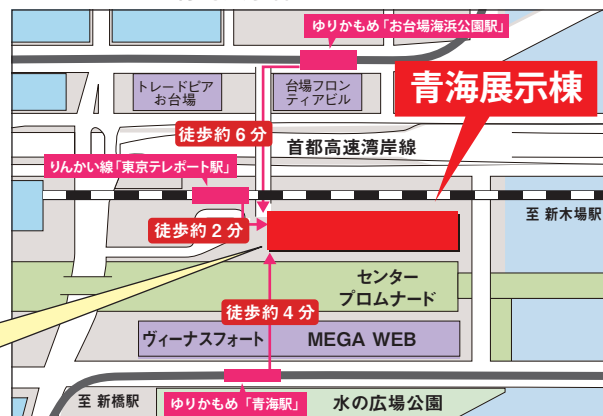 ゆりかもめ「お台場海浜公園駅」
トレードピア
お台場
台場フロン
ティアビル
青海展示棟
徒歩約6分
首都高速湾岸線
りんかい線「東京テレポート駅」
至 新木場駅
徒歩約2分
センター
プロムナード
徒歩約4分
ヴィーナスフォート
MEGA WEB
至 新橋駅
ゆりかもめ「青海駅」
水の広場公園